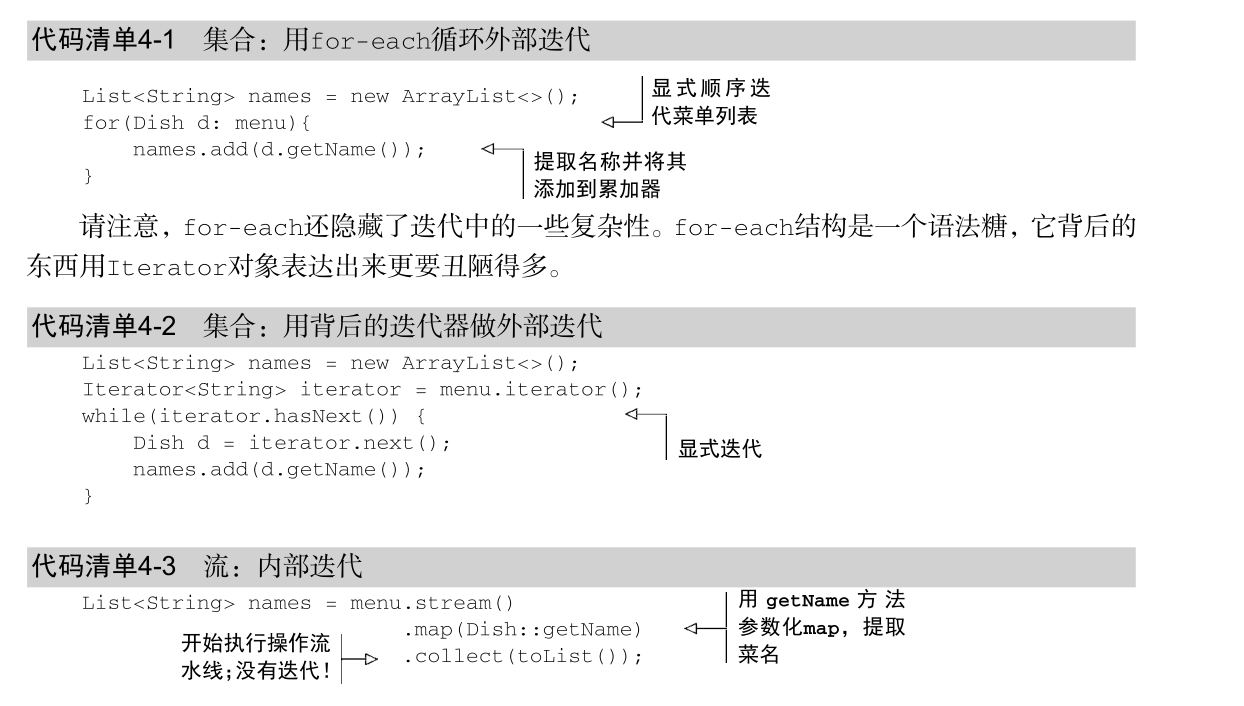 代码清单4-1 集合：用for-each循环外部迭代
List<String> names = new ArrayList<>();
显式顺序迭
代菜单列表
for(Dish d: menu){
names.add(d.getName());
提取名称并将其
添加到累加器
}
请注意，for-each还隐藏了迭代中的一些复杂性。for-each结构是一个语法糖，它背后的
东西用Iterator对象表达出来更要丑陋得多。
代码清单4-2 集合：用背后的迭代器做外部迭代
List<String> names = new ArrayList<>();
Iterator<String> iterator = menu.iterator();
while(iterator.hasNext()) {
显式迭代
Dish d = iterator.next();
names.add(d.getName());
}
代码清单4-3 流：内部迭代
List<String> names = menu.stream()
.map(Dish::getName)
用 getName 方法
参数化map，提取
菜名
开始执行操作流
水线；没有迭代！
.collect(toList());